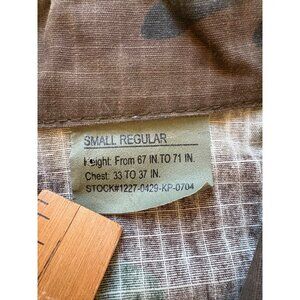 SMALL REGULAR
Height: From 67 IN. TO 71 IN.
Chest: 33 TO 37 IN.
STOCK#1227-0429-KP-0704